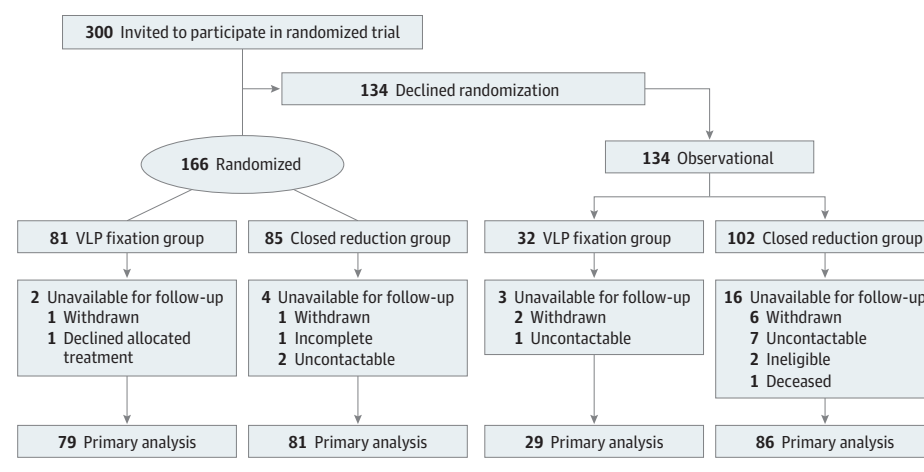 300 Invited to participate in randomized trial
134 Declined randomization
166 Randomized
134 Observational
81 VLP fixation group
85 Closed reduction group
32 VLP fixation group
102 Closed reduction group
2 Unavailable for follow-up
1 Withdrawn
1 Declined allocated
treatment
4 Unavailable for follow-up
1 Withdrawn
1 Incomplete
2 Uncontactable
3 Unavailable for follow-up
2 Withdrawn
1 Uncontactable
16 Unavailable for follow-up
6 Withdrawn
7 Uncontactable
2 Ineligible
1 Deceased
79 Primary analysis
81 Primary analysis
29 Primary analysis
86 Primary analysis